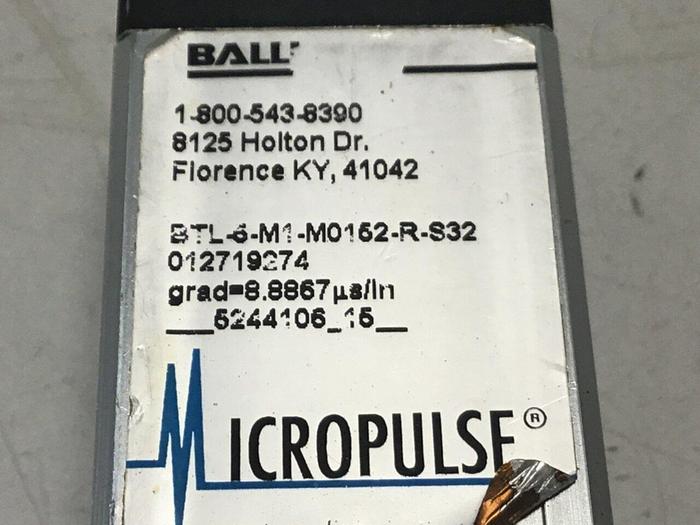 BALL
1-800-543-8390
8125 Holton Dr.
Florence KY, 41042
BTL-6-M1-M0152-R-S32
012719274
grad=8.8867µs/In
___5244106_15__
MICROPULSE®